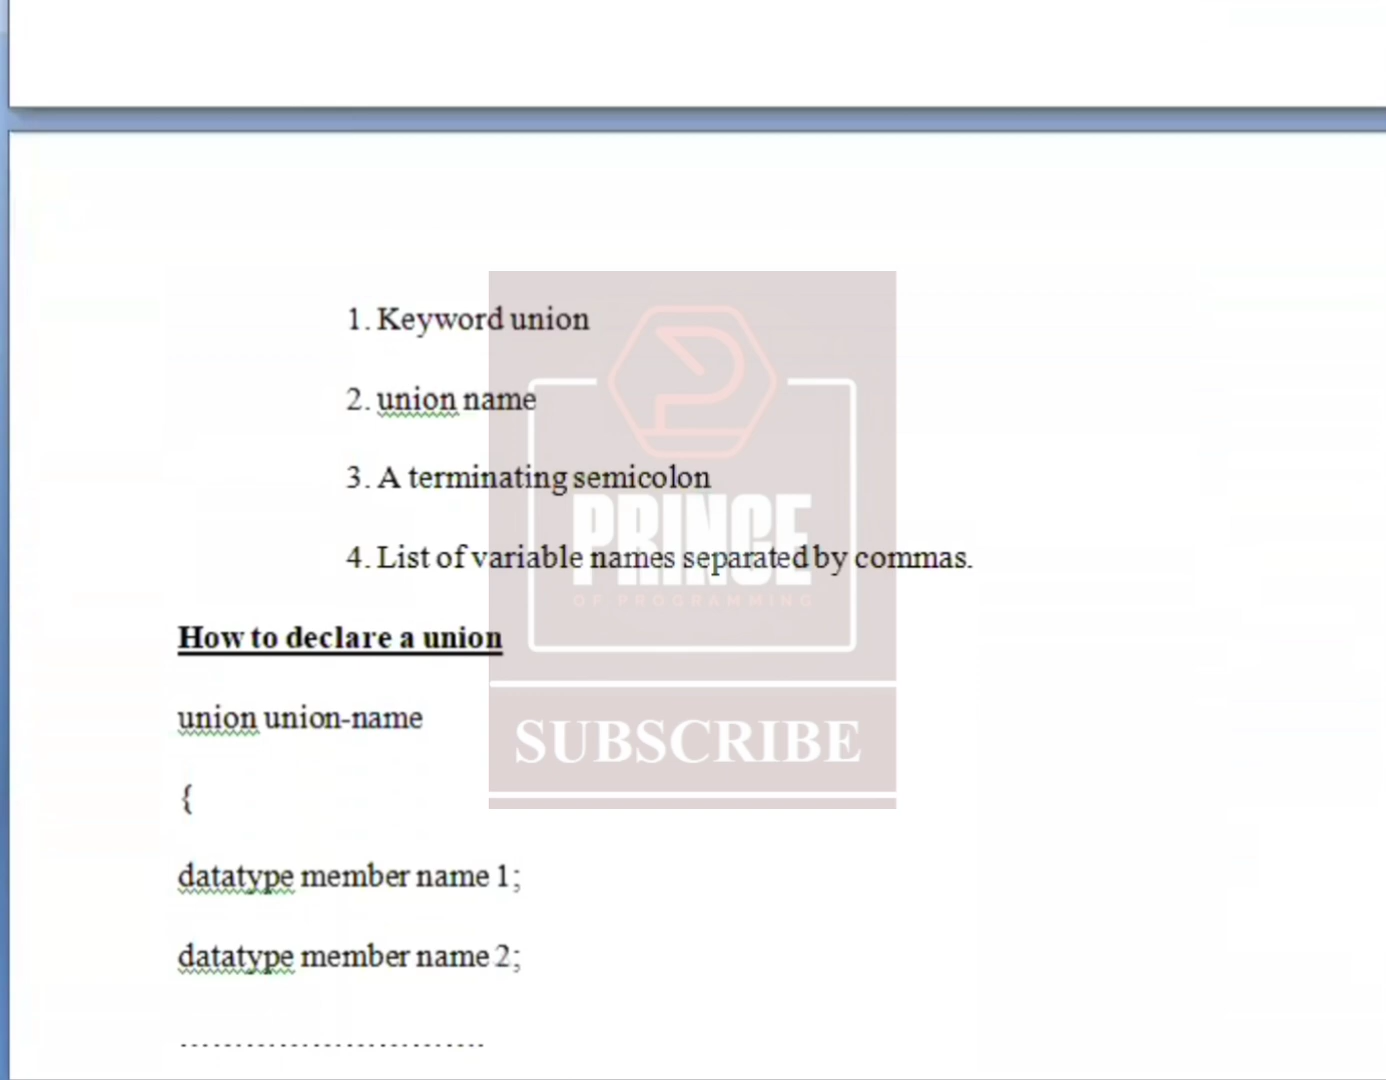 1. Keyword union
2. union name
3. A terminating semicolon
4. List of variable names separated by commas.
PRINCE
OF PROGRAMMING
How to declare a union
union union-name
SUBSCRIBE
{
datatype member name 1;
datatype member name 2;
............................